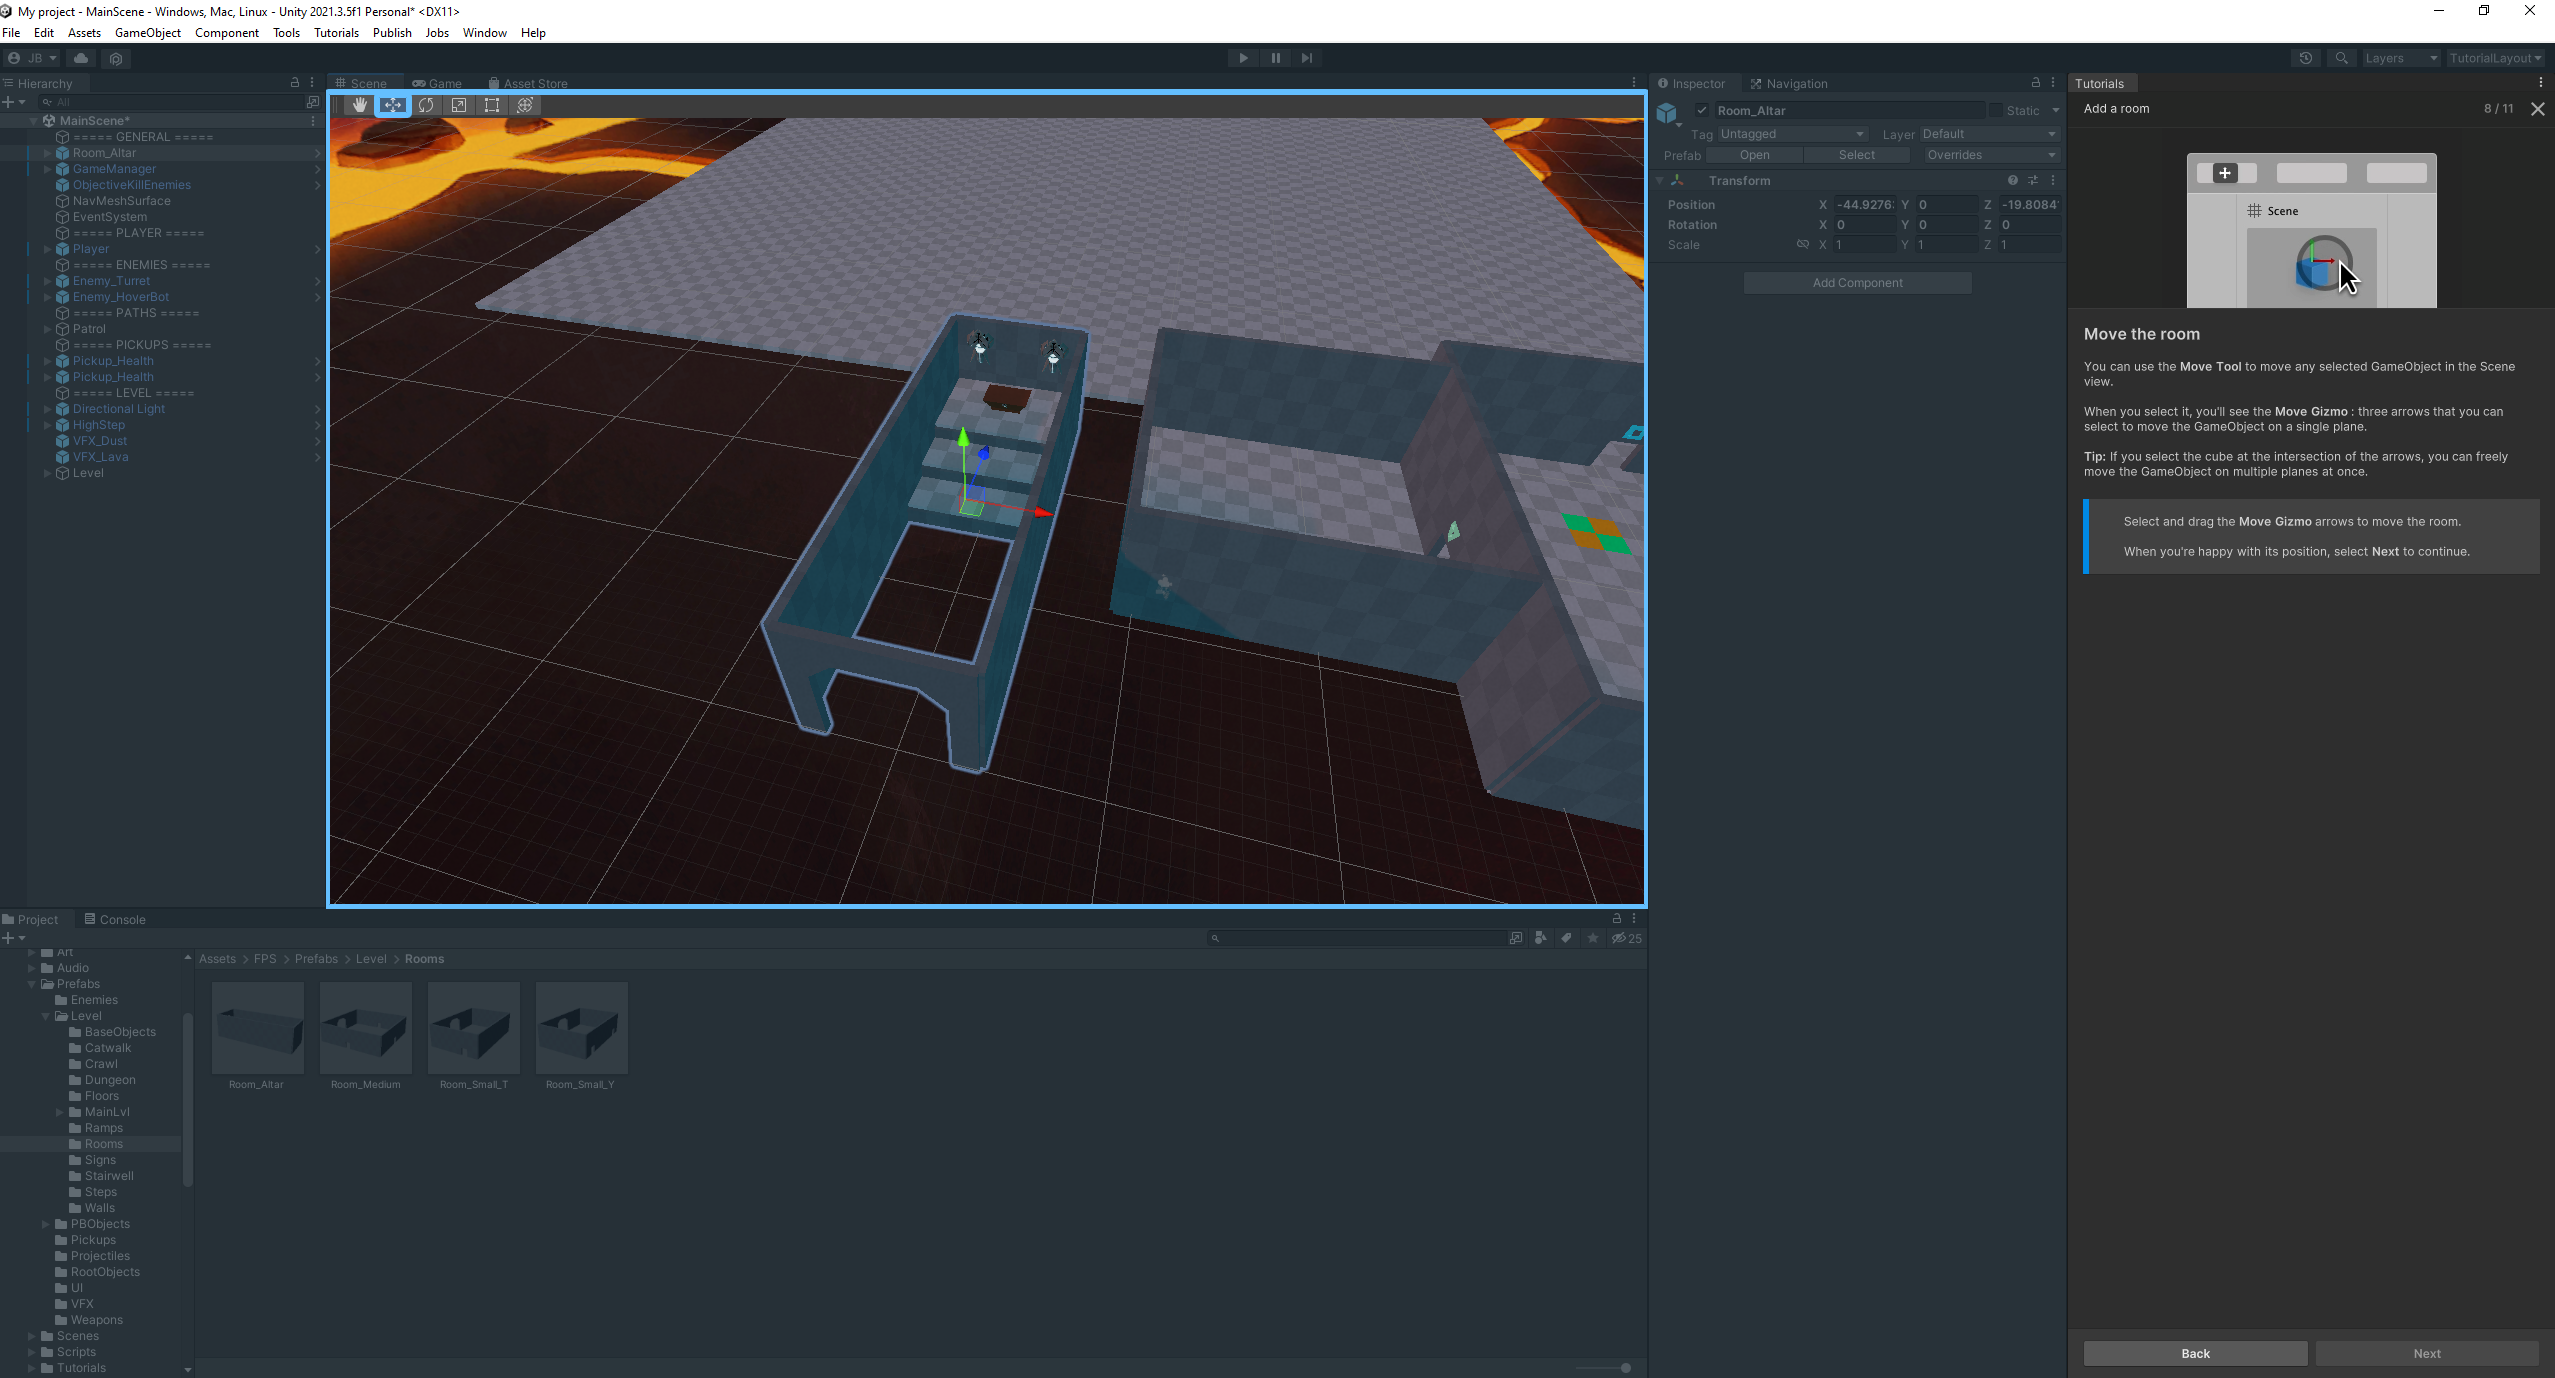 My project - MainScene - Windows, Mac, Linux - Unity 2021.3.5f1 Personal* <DX11>
File Edit Assets GameObject Component Tools Tutorials Publish Jobs Window Help
JB
Layers
TutorialLayout
Hierarchy
All
MainScene*
===== GENERAL =====
Room_Altar
GameManager
ObjectiveKillEnemies
NavMeshSurface
EventSystem
===== PLAYER =====
Player
===== ENEMIES =====
Enemy_Turret
Enemy_HoverBot
===== PATHS =====
Patrol
===== PICKUPS =====
Pickup_Health
Pickup_Health
===== LEVEL =====
Directional Light
HighStep
VFX_Dust
VFX_Lava
Level
Scene
Game
Asset Store
Inspector
Navigation
Room_Altar
Static
Tag Untagged
Layer Default
Prefab Open Select Overrides
Transform
Position X -44.9276 Y 0 Z -19.8084
Rotation X 0 Y 0 Z 0
Scale X 1 Y 1 Z 1
Add Component
Tutorials
Add a room
8 / 11
Scene
Move the room
You can use the Move Tool to move any selected GameObject in the Scene
view.
When you select it, you'll see the Move Gizmo : three arrows that you can
select to move the GameObject on a single plane.
Tip: If you select the cube at the intersection of the arrows, you can freely
move the GameObject on multiple planes at once.
Select and drag the Move Gizmo arrows to move the room.
When you're happy with its position, select Next to continue.
Back
Next
Project
Console
25
Art
Audio
Prefabs
Enemies
Level
BaseObjects
Catwalk
Crawl
Dungeon
Floors
MainLvl
Ramps
Rooms
Signs
Stairwell
Steps
Walls
PBObjects
Pickups
Projectiles
RootObjects
UI
VFX
Weapons
Scenes
Scripts
Tutorials
Assets > FPS > Prefabs > Level > Rooms
Room_Altar
Room_Medium
Room_Small_T
Room_Small_Y